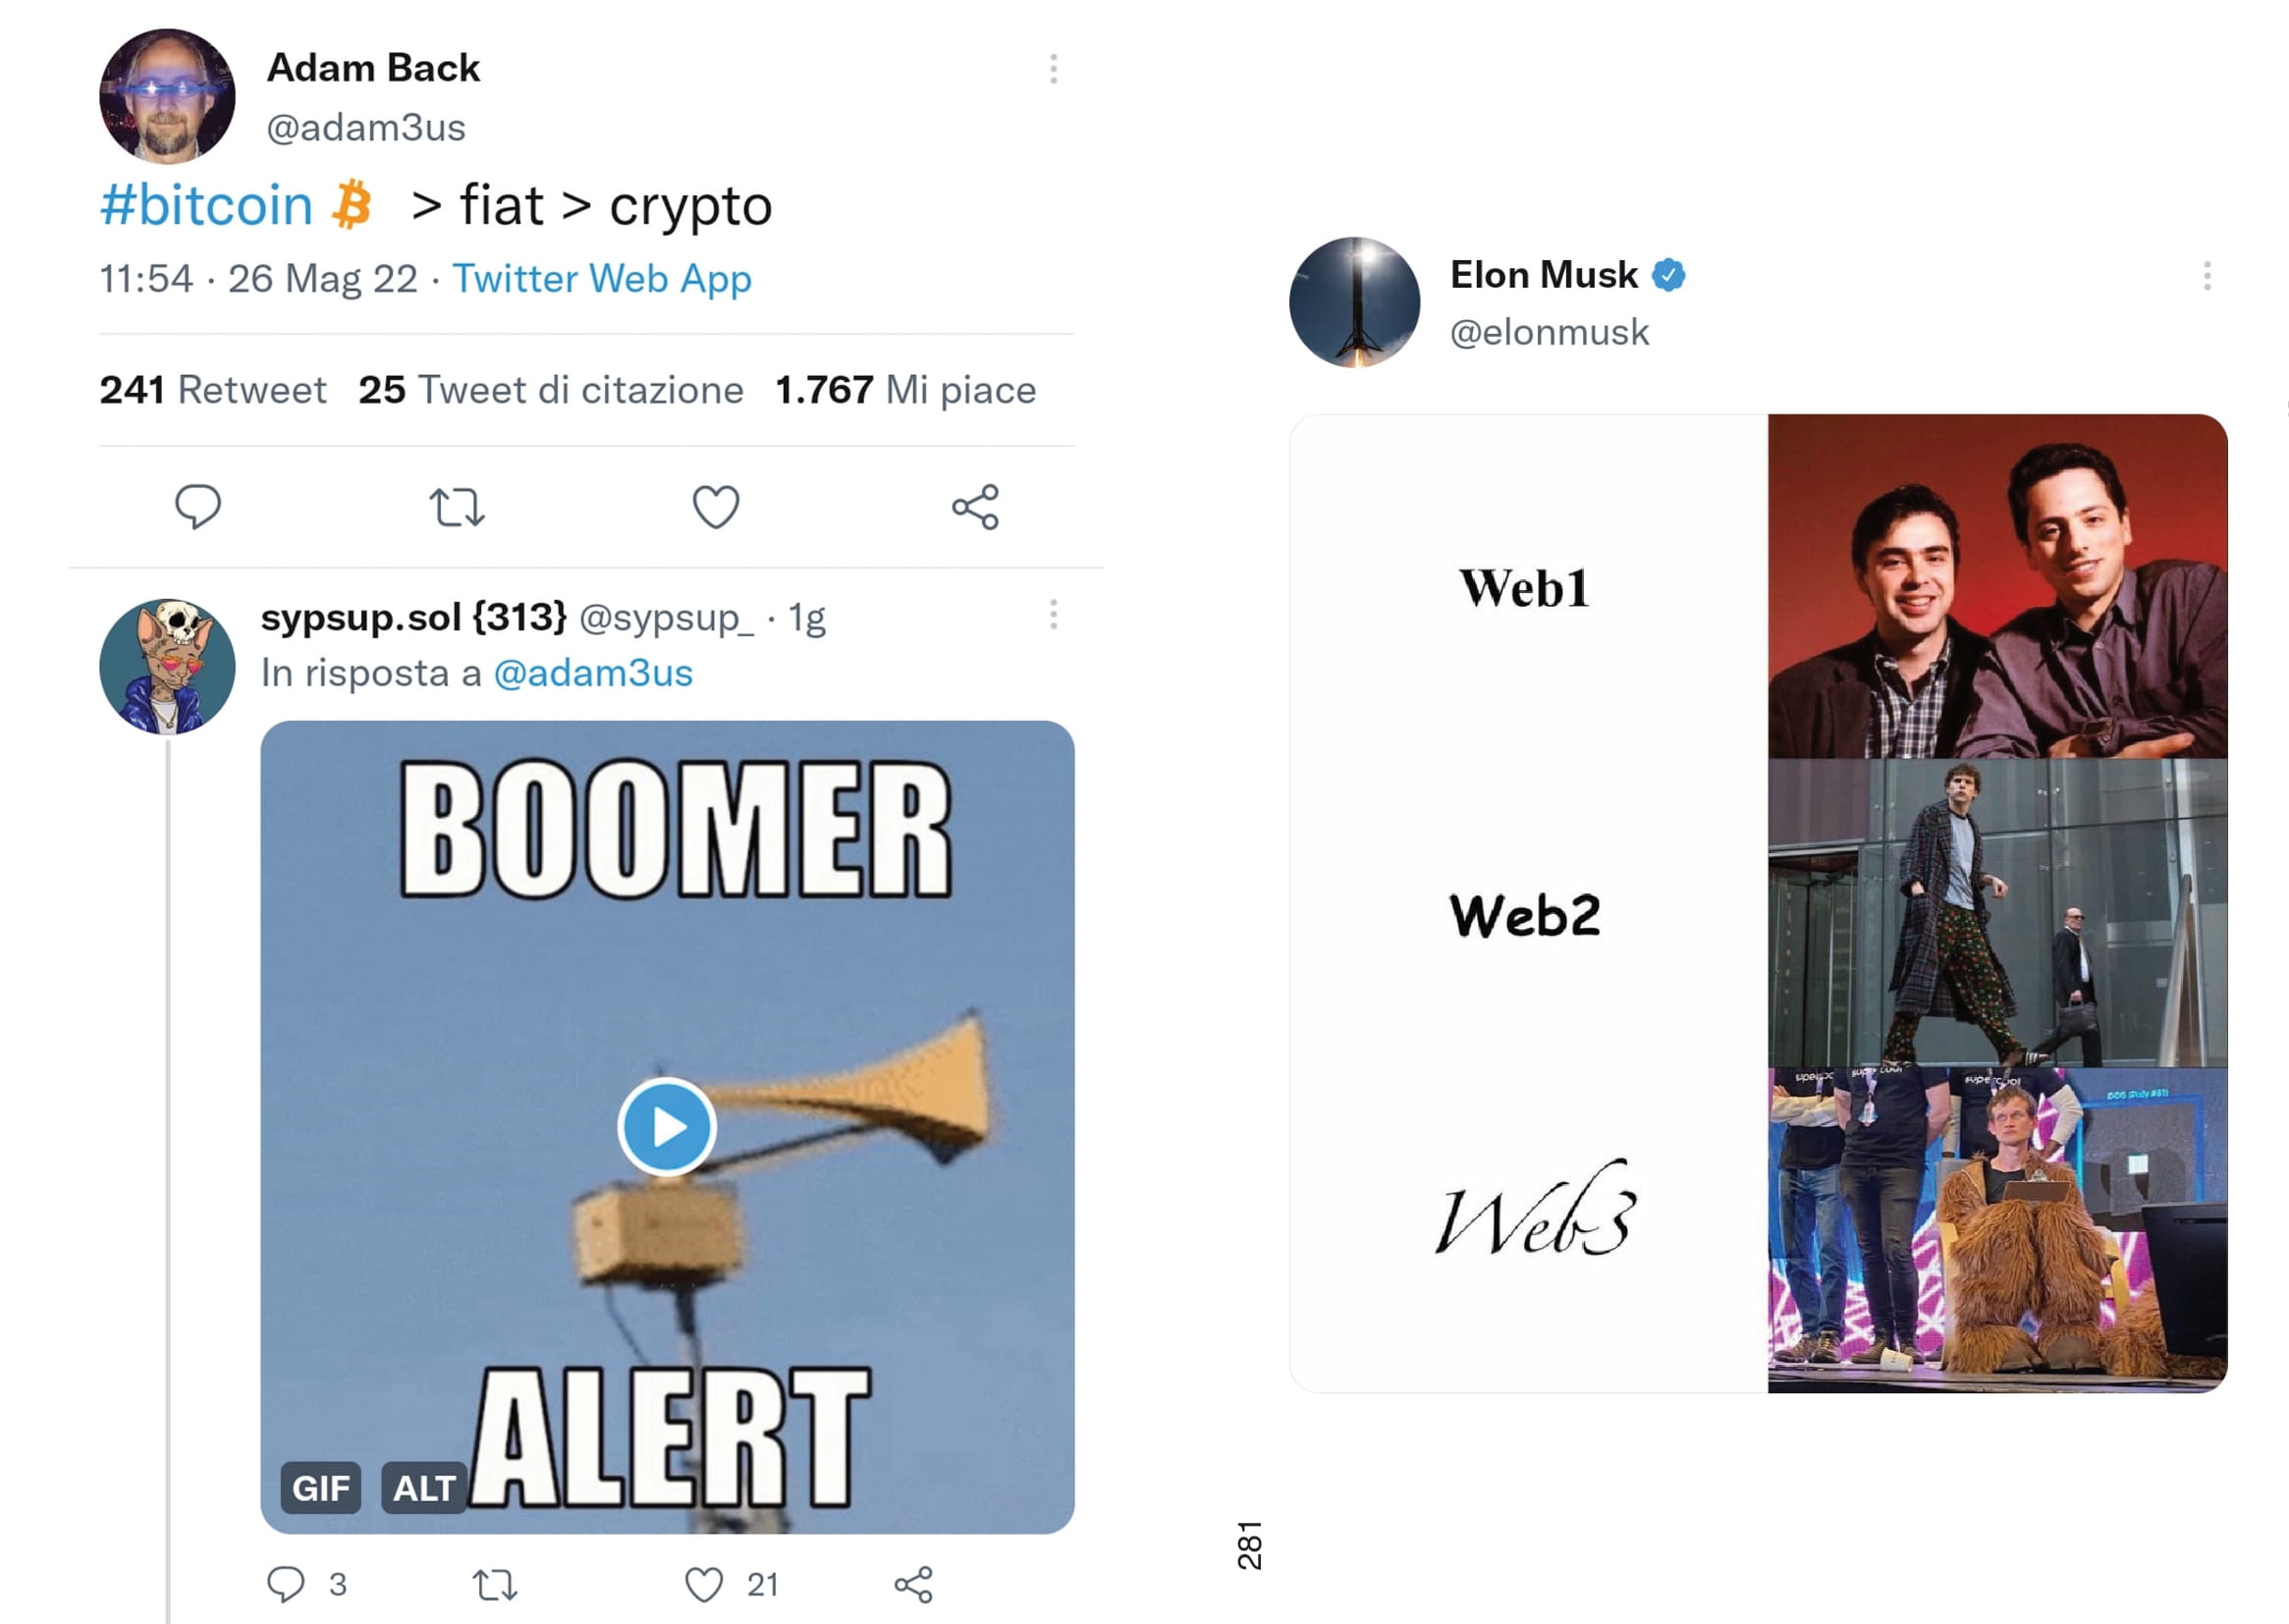 Adam Back
@adam3us
#bitcoin > fiat > crypto
11:54 · 26 Mag 22 · Twitter Web App
241 Retweet 25 Tweet di citazione 1.767 Mi piace
sypsup.sol {313} @sypsup_ · 1g
In risposta a @adam3us
BOOMER
ALERT
GIF ALT
3 21
Elon Musk
@elonmusk
Web1
Web2
Web3
281